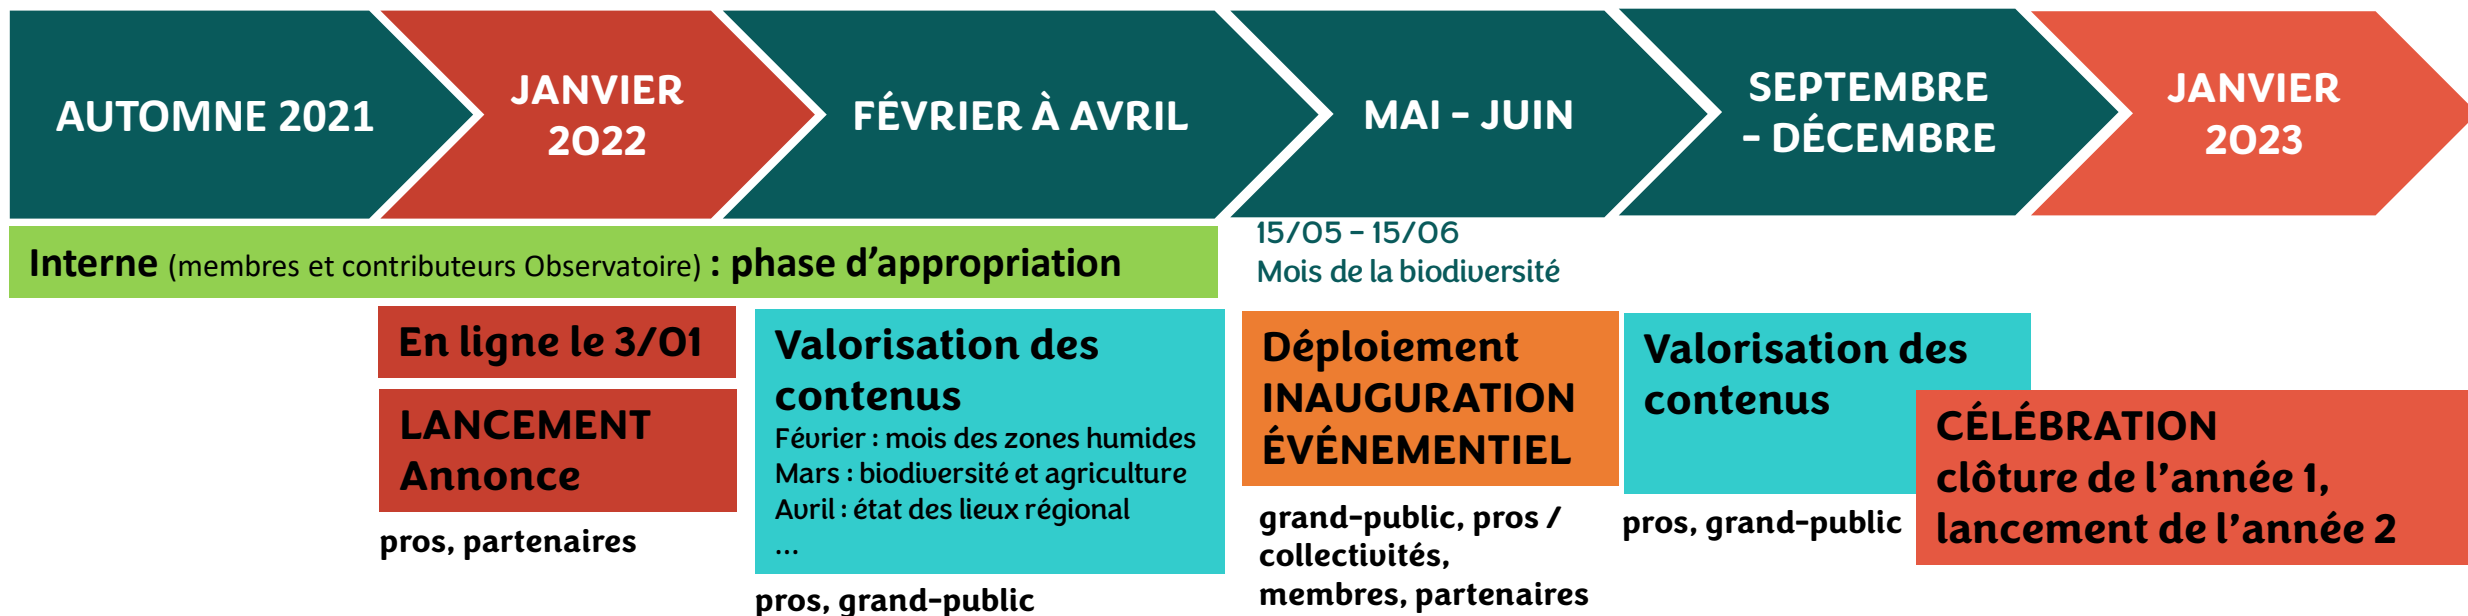 AUTOMNE 2021
JANVIER
2022
FÉVRIER À AVRIL
MAI – JUIN
SEPTEMBRE
– DÉCEMBRE
JANVIER
2023
Interne (membres et contributeurs Observatoire) : phase d’appropriation
15/05 – 15/06
Mois de la biodiversité
En ligne le 3/01
LANCEMENT
Annonce
pros, partenaires
Valorisation des
contenus
Février : mois des zones humides
Mars : biodiversité et agriculture
Avril : état des lieux régional
...
pros, grand-public
Déploiement
INAUGURATION
ÉVÉNEMENTIEL
grand-public, pros /
collectivités,
membres, partenaires
Valorisation des
contenus
pros, grand-public
CÉLÉBRATION
clôture de l’année 1,
lancement de l’année 2